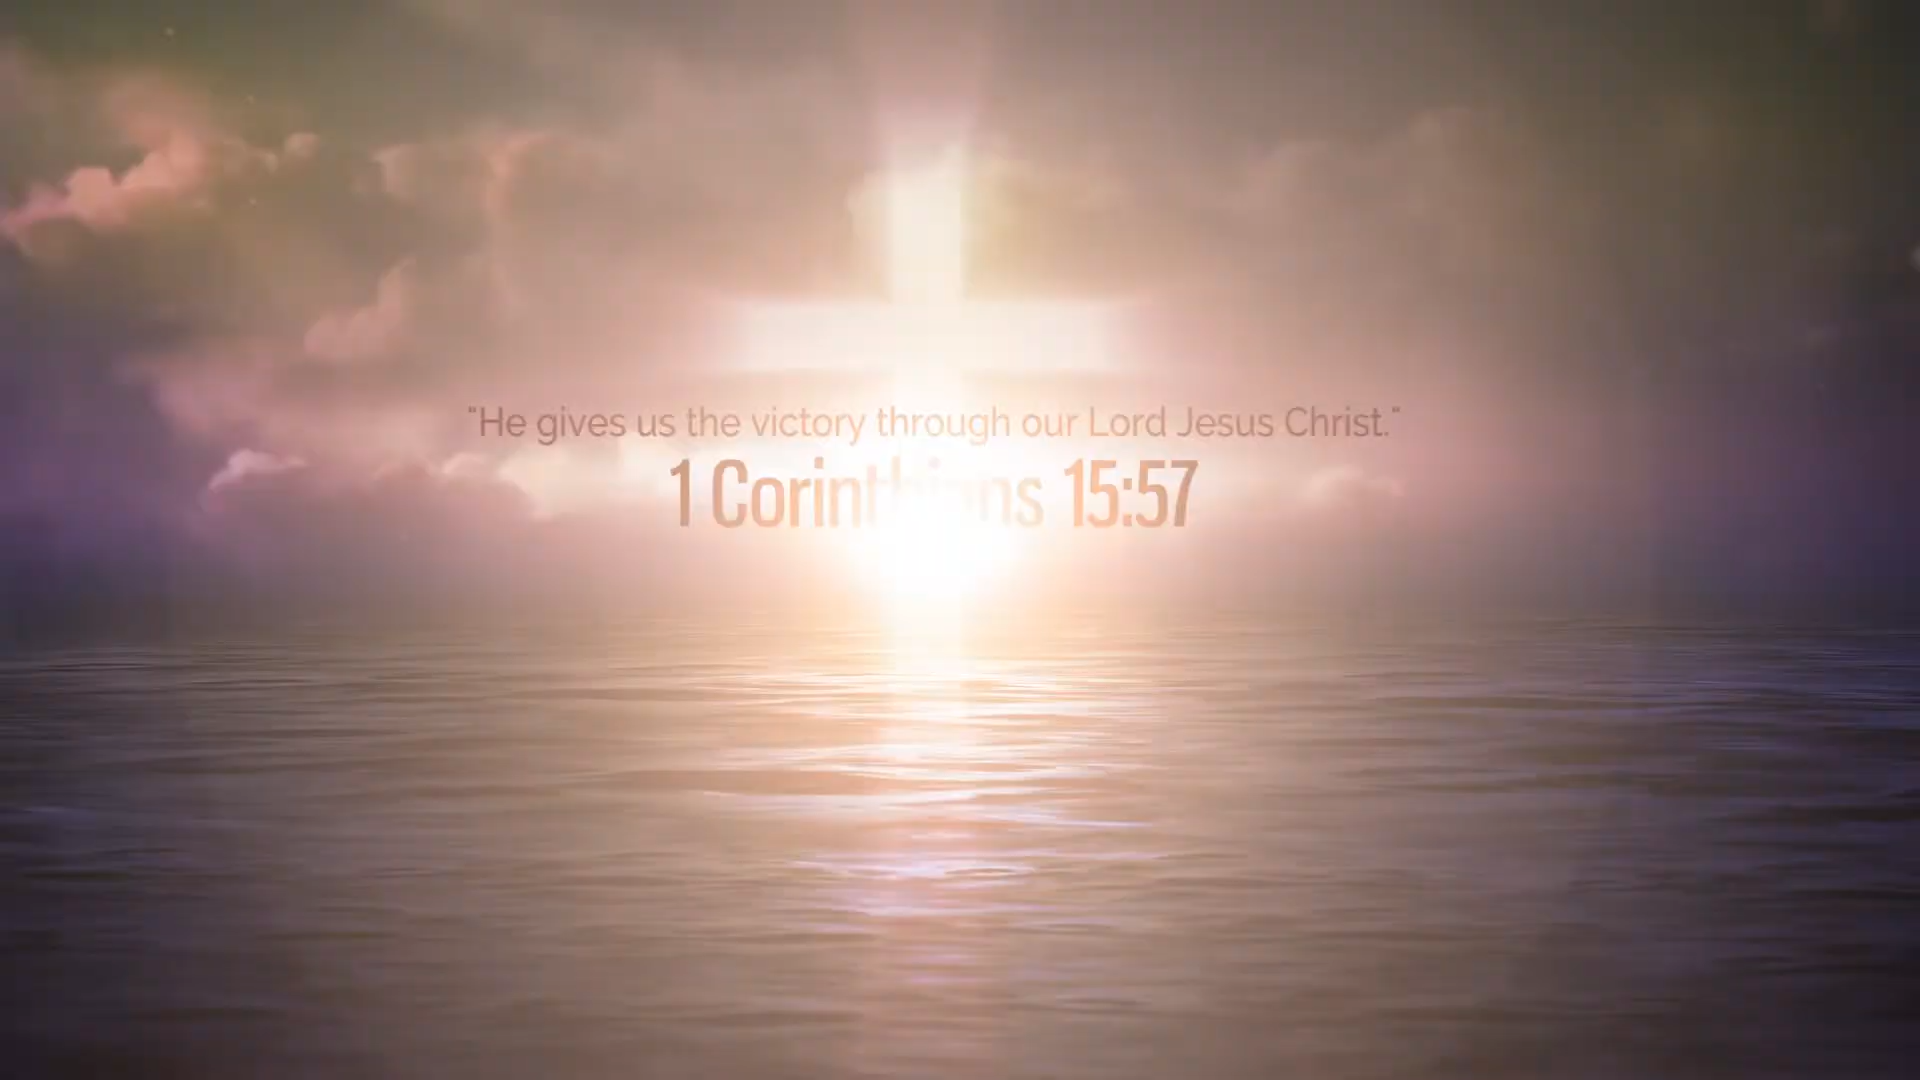 “He gives us the victory through our Lord Jesus Christ.”
1 Corinthians 15:57